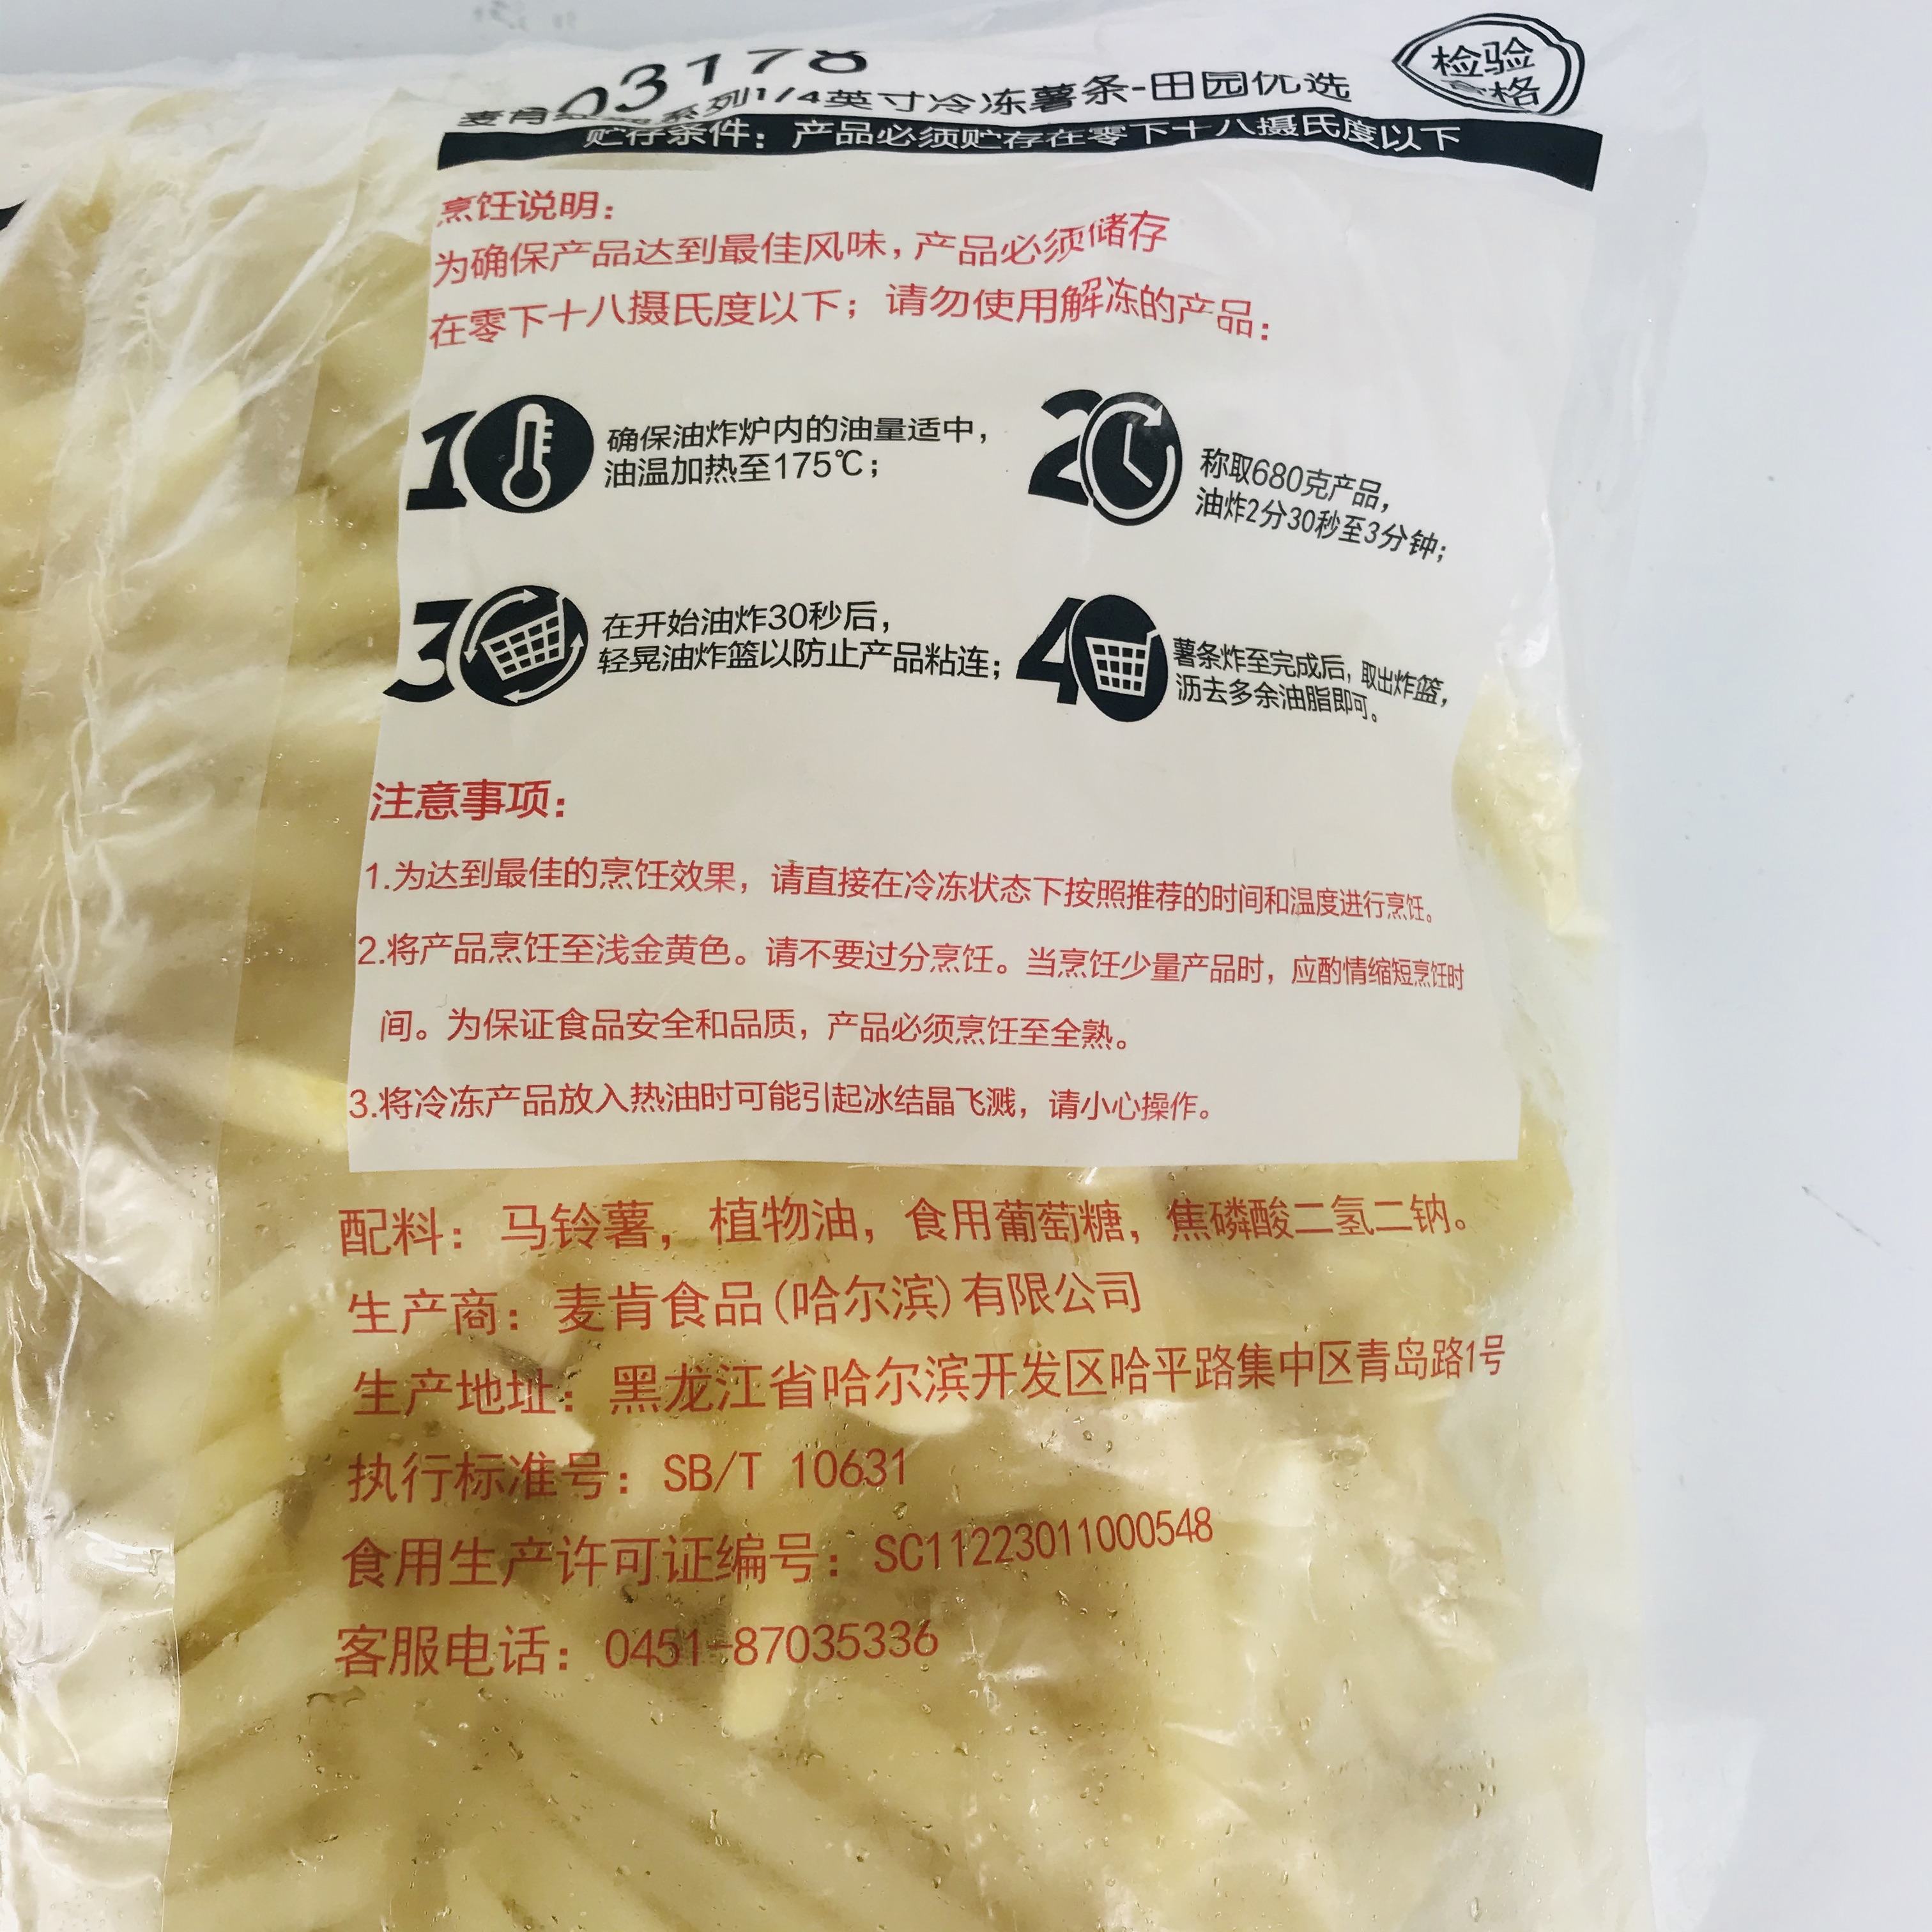 03178
检验
合格
麦肯 系列1/4英寸冷冻薯条-田园优选
贮存条件：产品必须贮存在零下十八摄氏度以下
烹饪说明：
为确保产品达到最佳风味，产品必须储存
在零下十八摄氏度以下；请勿使用解冻的产品：
1
确保油炸炉内的油量适中，
油温加热至175℃；
2
称取680克产品，
油炸2分30秒至3分钟；
3
在开始油炸30秒后，
轻晃油炸篮以防止产品粘连；
4
薯条炸至完成后，取出炸篮，
沥去多余油脂即可。
注意事项：
1.为达到最佳的烹饪效果，请直接在冷冻状态下按照推荐的时间和温度进行烹饪。
2.将产品烹饪至浅金黄色。请不要过分烹饪。当烹饪少量产品时，应酌情缩短烹饪时
间。为保证食品安全和品质，产品必须烹饪至全熟。
3.将冷冻产品放入热油时可能引起冰结晶飞溅，请小心操作。
配料：马铃薯，植物油，食用葡萄糖，焦磷酸二氢二钠。
生产商：麦肯食品(哈尔滨)有限公司
生产地址：黑龙江省哈尔滨开发区哈平路集中区青岛路1号
执行标准号：SB/T 10631
食用生产许可证编号：SC11223011000548
客服电话：0451-87035336